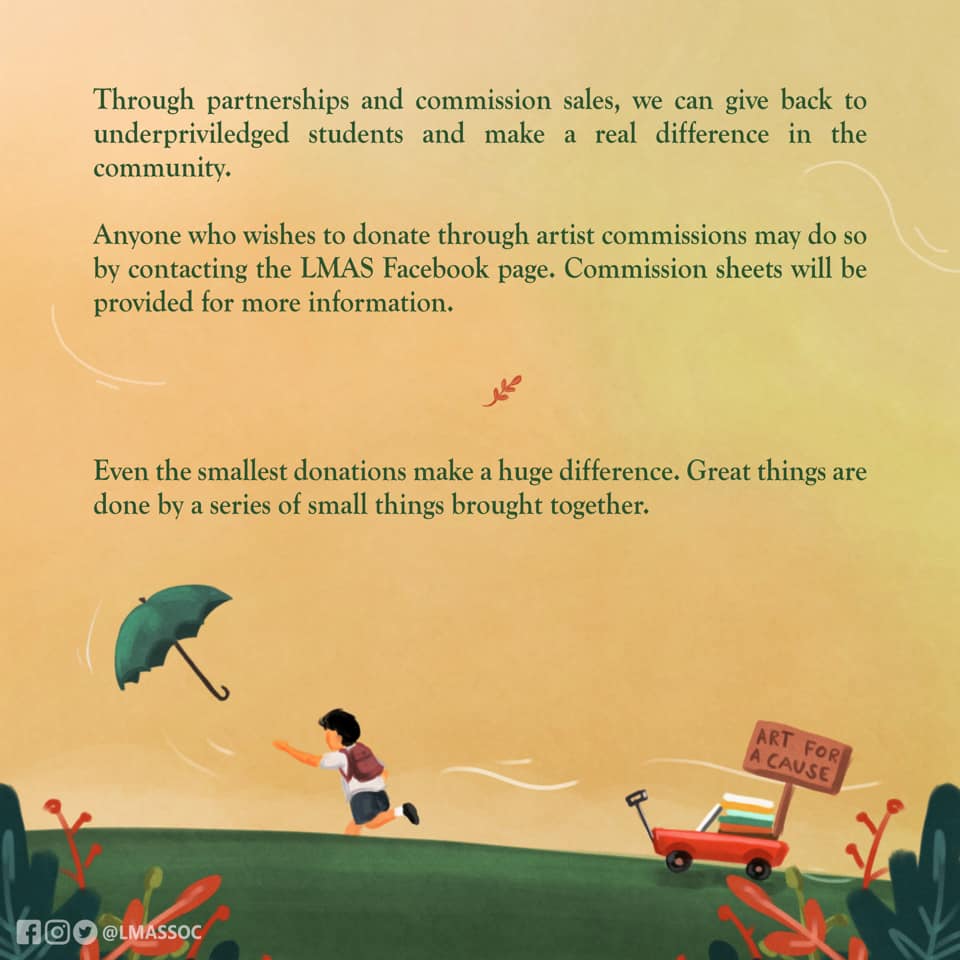 Through partnerships and commission sales, we can give back to
underpriviledged students and make a real difference in the
community.
Anyone who wishes to donate through artist commissions may do so
by contacting the LMAS Facebook page. Commission sheets will be
provided for more information.
Even the smallest donations make a huge difference. Great things are
done by a series of small things brought together.
ART FOR
A CAUSE
@LMASSOC